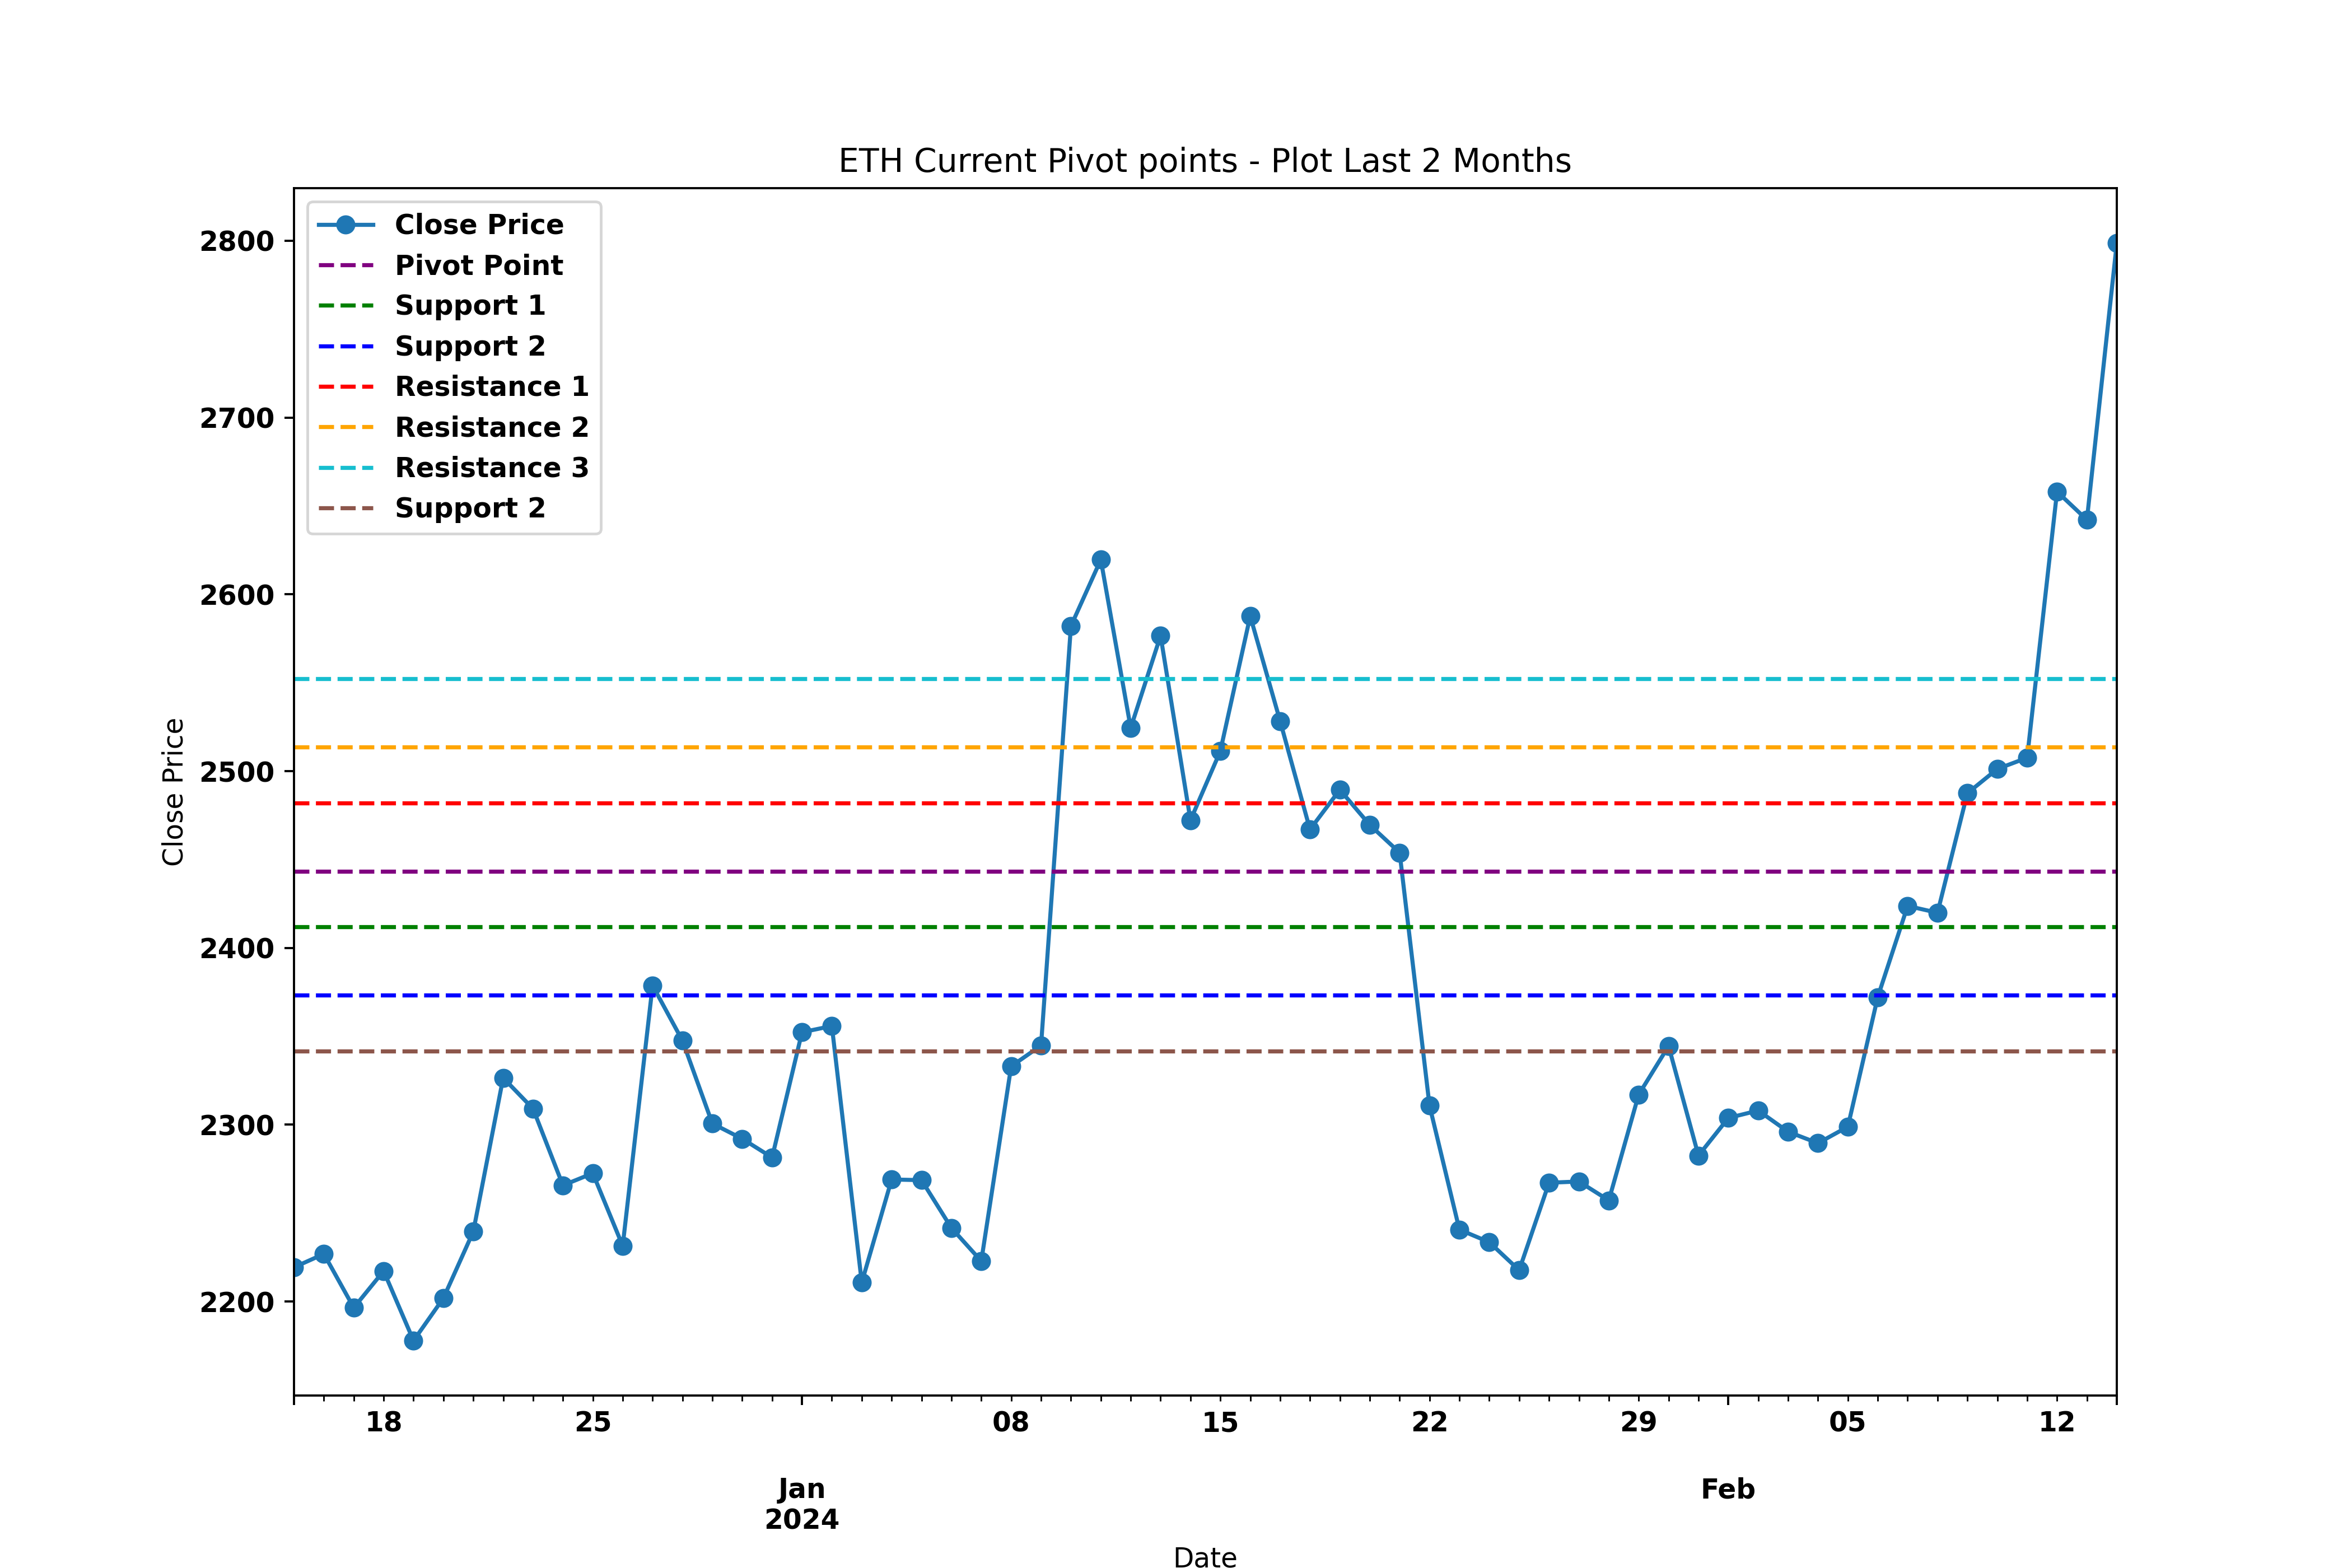 ETH Current Pivot points - Plot Last 2 Months
Close Price
Pivot Point
Support 1
Support 2
Resistance 1
Resistance 2
Resistance 3
Support 2
2800
2700
2600
2500
2400
2300
2200
Close Price
18 25 08 15 22 29 05 12
Jan Feb
2024
Date